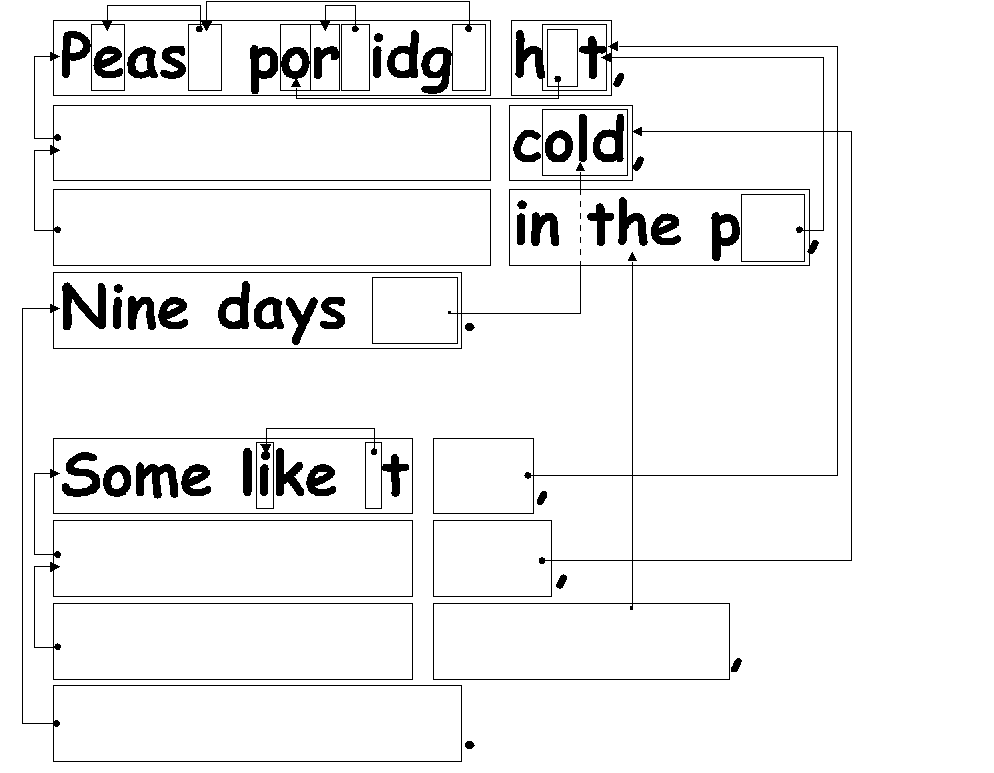 Peas  por idg  h t,
cold,
in the p ,
Nine days  .
Some like  t  ,
,
,
.